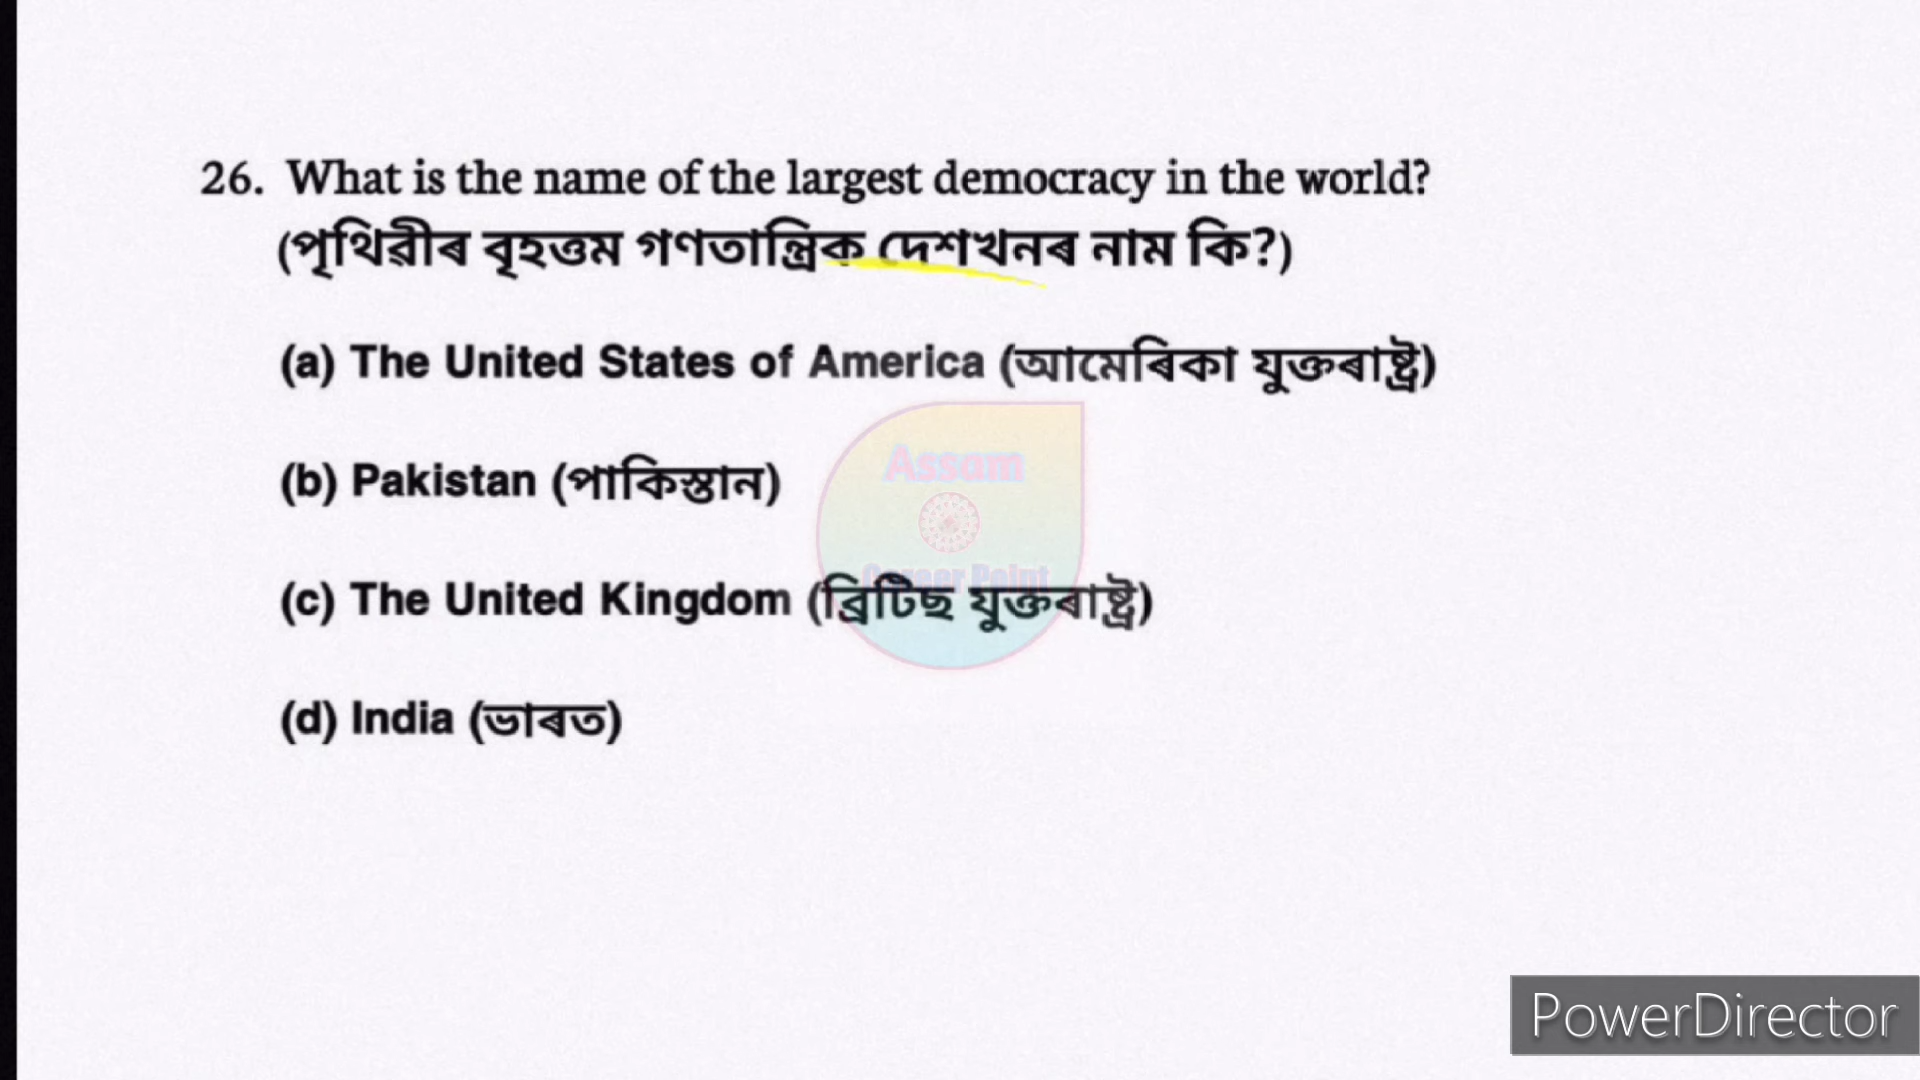 26. What is the name of the largest democracy in the world?
(পৃথিৱীৰ বৃহত্তম গণতান্ত্ৰিক দেশখনৰ নাম কি?)
(a) The United States of America (আমেৰিকা যুক্তৰাষ্ট্ৰ)
(b) Pakistan (পাকিস্তান)
Assam
Career Point
(c) The United Kingdom (ব্ৰিটিছ যুক্তৰাষ্ট্ৰ)
(d) India (ভাৰত)
PowerDirector